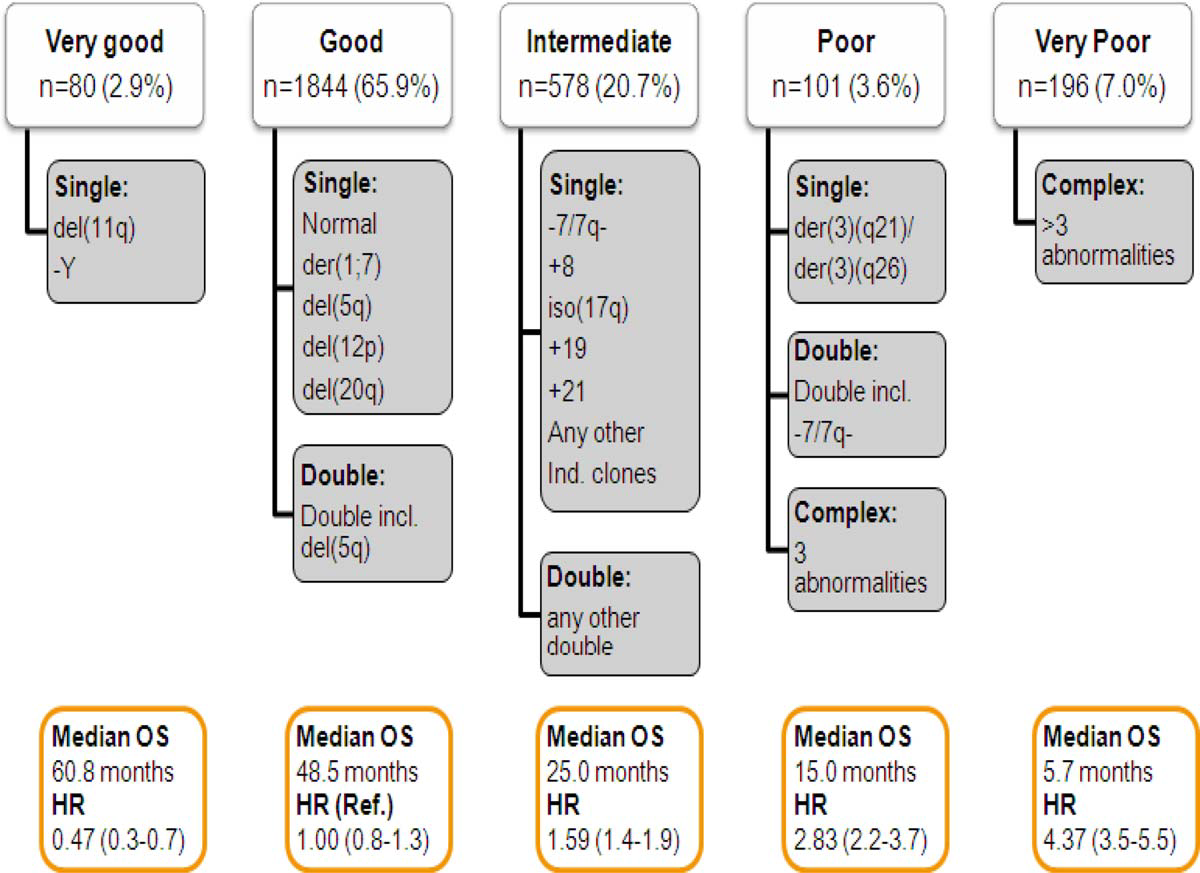 Very good
n=80 (2.9%)
Single:
del(11q)
-Y
Median OS
60.8 months
HR
0.47 (0.3-0.7)
Good
n=1844 (65.9%)
Single:
Normal
der(1;7)
del(5q)
del(12p)
del(20q)
Double:
Double incl.
del(5q)
Median OS
48.5 months
HR (Ref.)
1.00 (0.8-1.3)
Intermediate
n=578 (20.7%)
Single:
-7/7q-
+8
iso(17q)
+19
+21
Any other
Ind. clones
Double:
any other
double
Median OS
25.0 months
HR
1.59 (1.4-1.9)
Poor
n=101 (3.6%)
Single:
der(3)(q21)/
der(3)(q26)
Double:
Double incl.
-7/7q-
Complex:
3
abnormalities
Median OS
15.0 months
HR
2.83 (2.2-3.7)
Very Poor
n=196 (7.0%)
Complex:
>3
abnormalities
Median OS
5.7 months
HR
4.37 (3.5-5.5)